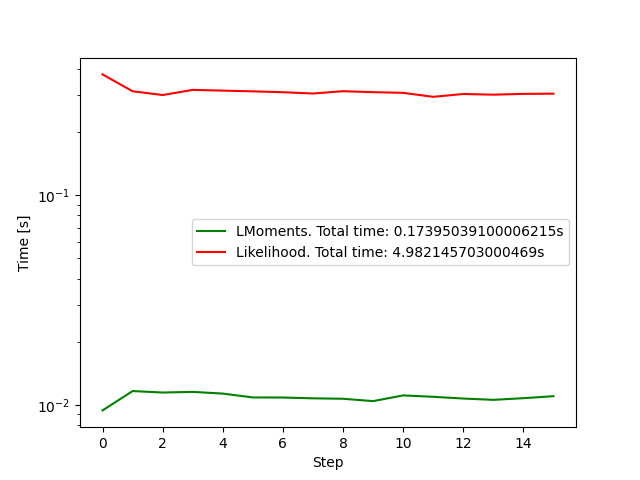 10⁻¹
Time [s]
LMoments. Total time: 0.17395039100006215s
Likelihood. Total time: 4.982145703000469s
10⁻²
0 2 4 6 8 10 12 14
Step